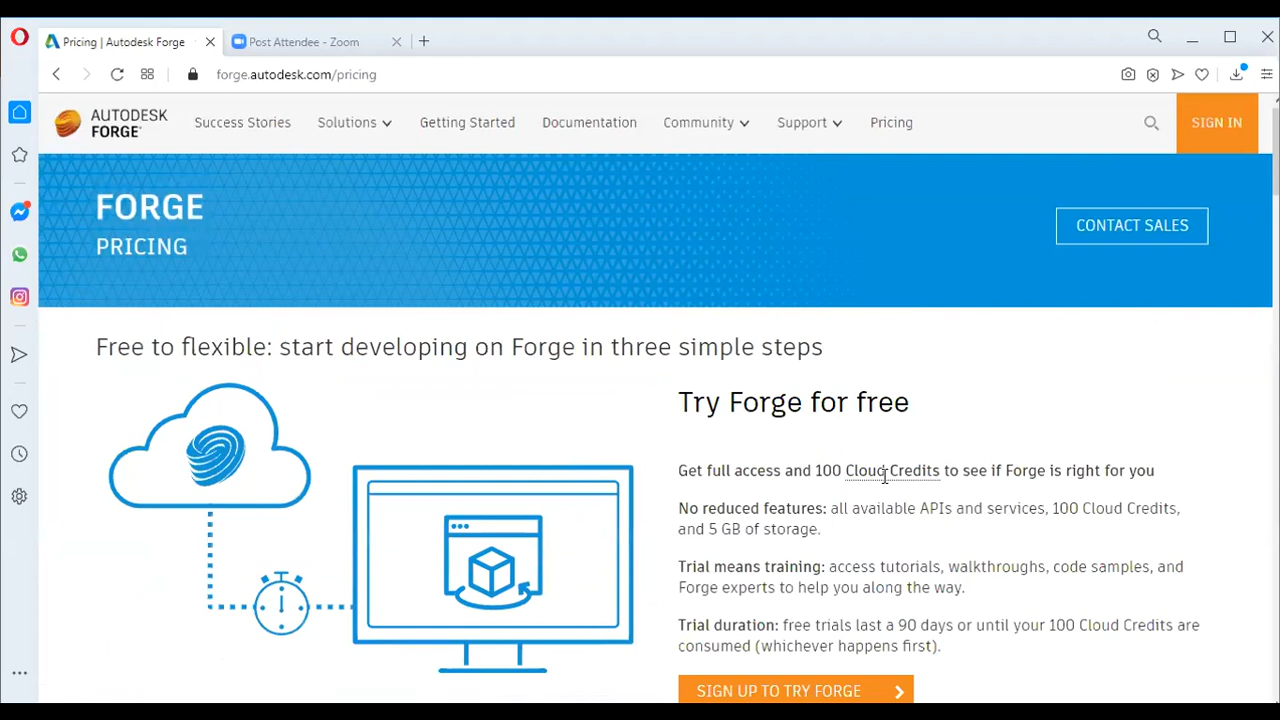 Pricing | Autodesk Forge
Post Attendee - Zoom
forge.autodesk.com/pricing
AUTODESK
FORGE
Success Stories
Solutions
Getting Started
Documentation
Community
Support
Pricing
SIGN IN
FORGE
PRICING
CONTACT SALES
Free to flexible: start developing on Forge in three simple steps
Try Forge for free
Get full access and 100 Cloud Credits to see if Forge is right for you
No reduced features: all available APIs and services, 100 Cloud Credits,
and 5 GB of storage.
Trial means training: access tutorials, walkthroughs, code samples, and
Forge experts to help you along the way.
Trial duration: free trials last a 90 days or until your 100 Cloud Credits are
consumed (whichever happens first).
SIGN UP TO TRY FORGE